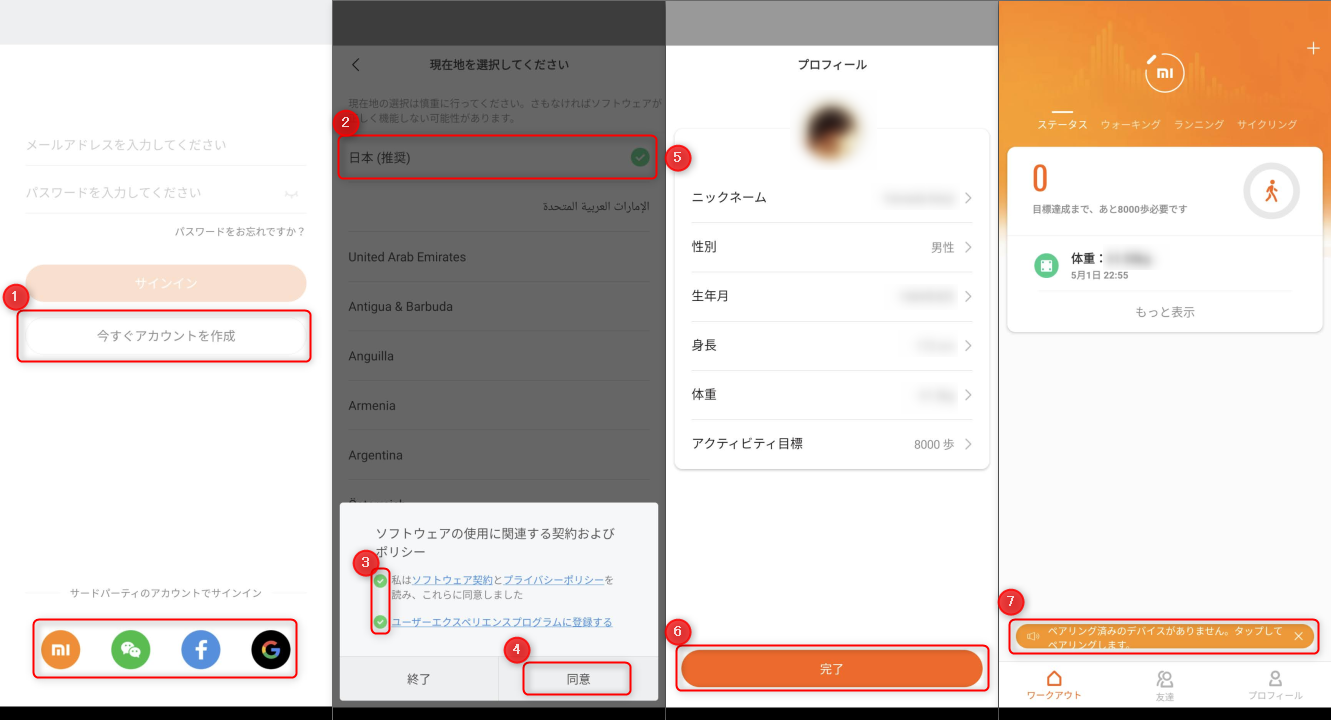 メールアドレスを入力してください
パスワードを入力してください
パスワードをお忘れですか？
サインイン
1
今すぐアカウントを作成
サードパーティのアカウントでサインイン
mi
f
G
現在地を選択してください
現在地の選択は慎重に行ってください。さもなければソフトウェアが
しく機能しない可能性があります。
2
日本 (推奨)
الإمارات العربية المتحدة
United Arab Emirates
Antigua & Barbuda
Anguilla
Armenia
Argentina
ソフトウェアの使用に関連する契約および
ポリシー
3
私はソフトウェア契約とプライバシーポリシーを
読み、これらに同意しました
ユーザーエクスペリエンスプログラムに登録する
4
終了
同意
プロフィール
5
ニックネーム
性別 男性
生年月
身長
体重
アクティビティ目標 8000 歩
6
完了
mi
ステータス ウォーキング ランニング サイクリング
0
目標達成まで、あと8000歩必要です
体重：
5月1日 22:55
もっと表示
7
ペアリング済みのデバイスがありません。タップして
ペアリングします。
ワークアウト 友達 プロフィール